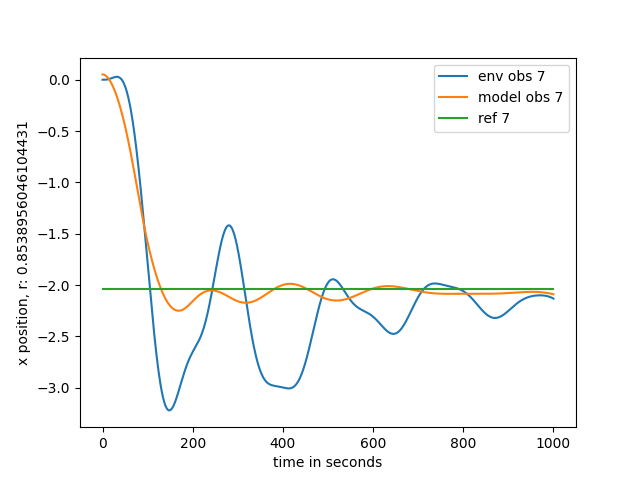 env obs 7
model obs 7
ref 7
x position, r: 0.8538956046104431
0.0
−0.5
−1.0
−1.5
−2.0
−2.5
−3.0
0 200 400 600 800 1000
time in seconds